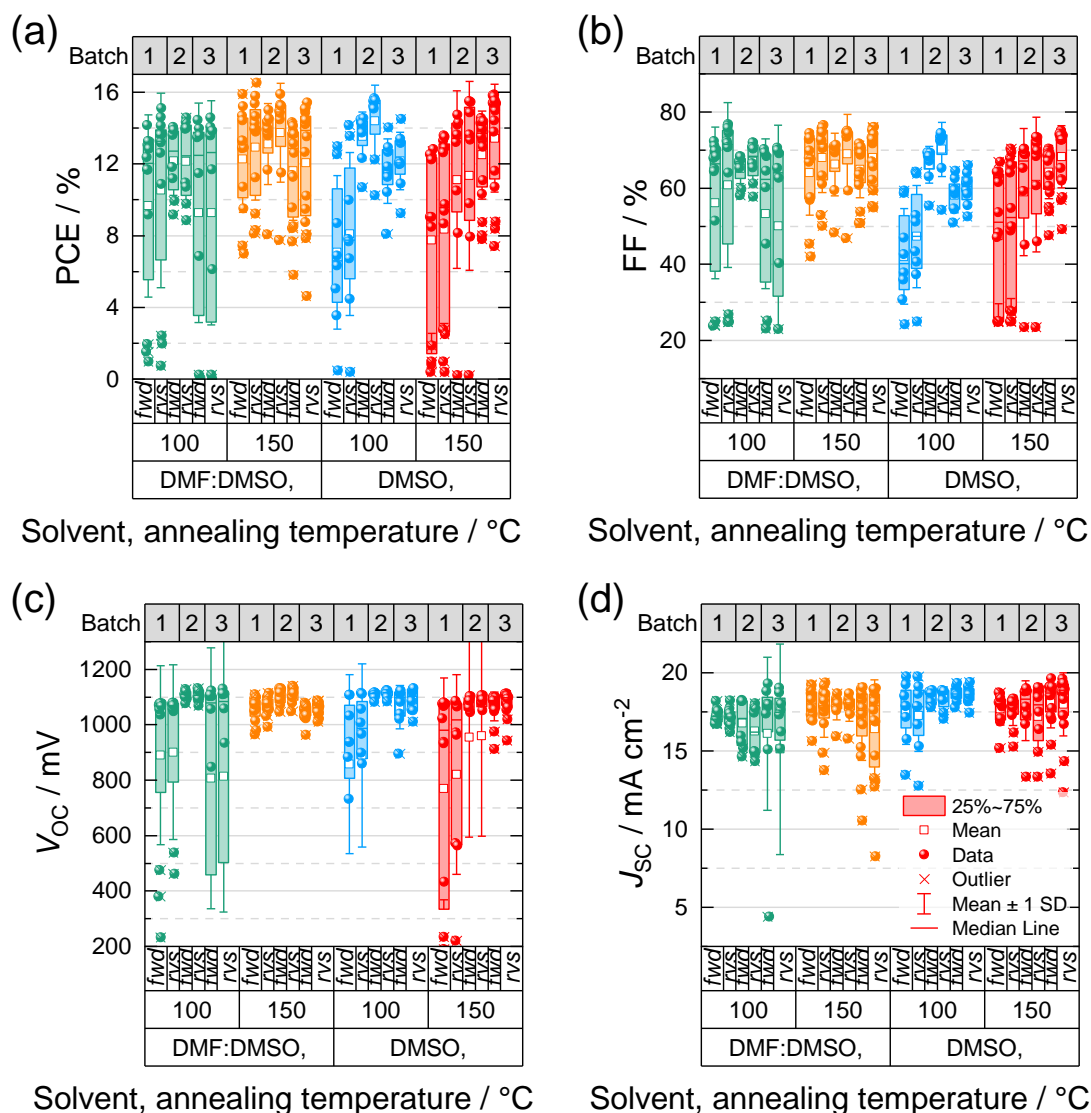 (a)
Batch 1 2 3 1 2 3 1 2 3 1 2 3
PCE / %
16
12
8
4
0
fwd rvs fwd rvs fwd rvs fwd rvs fwd rvs fwd rvs fwd rvs fwd rvs fwd rvs fwd rvs fwd rvs fwd rvs
100 150 100 150
DMF:DMSO, DMSO,
Solvent, annealing temperature / °C
(b)
Batch 1 2 3 1 2 3 1 2 3 1 2 3
FF / %
80
60
40
20
fwd rvs fwd rvs fwd rvs fwd rvs fwd rvs fwd rvs fwd rvs fwd rvs fwd rvs fwd rvs fwd rvs fwd rvs
100 150 100 150
DMF:DMSO, DMSO,
Solvent, annealing temperature / °C
(c)
Batch 1 2 3 1 2 3 1 2 3 1 2 3
VOC / mV
1200
1100
1000
900
800
700
600
500
400
300
200
fwd rvs fwd rvs fwd rvs fwd rvs fwd rvs fwd rvs fwd rvs fwd rvs fwd rvs fwd rvs fwd rvs fwd rvs
100 150 100 150
DMF:DMSO, DMSO,
Solvent, annealing temperature / °C
(d)
Batch 1 2 3 1 2 3 1 2 3 1 2 3
JSC / mA cm-2
20
15
10
5
25%~75%
Mean
Data
Outlier
Mean ± 1 SD
Median Line
fwd rvs fwd rvs fwd rvs fwd rvs fwd rvs fwd rvs fwd rvs fwd rvs fwd rvs fwd rvs fwd rvs fwd rvs
100 150 100 150
DMF:DMSO, DMSO,
Solvent, annealing temperature / °C